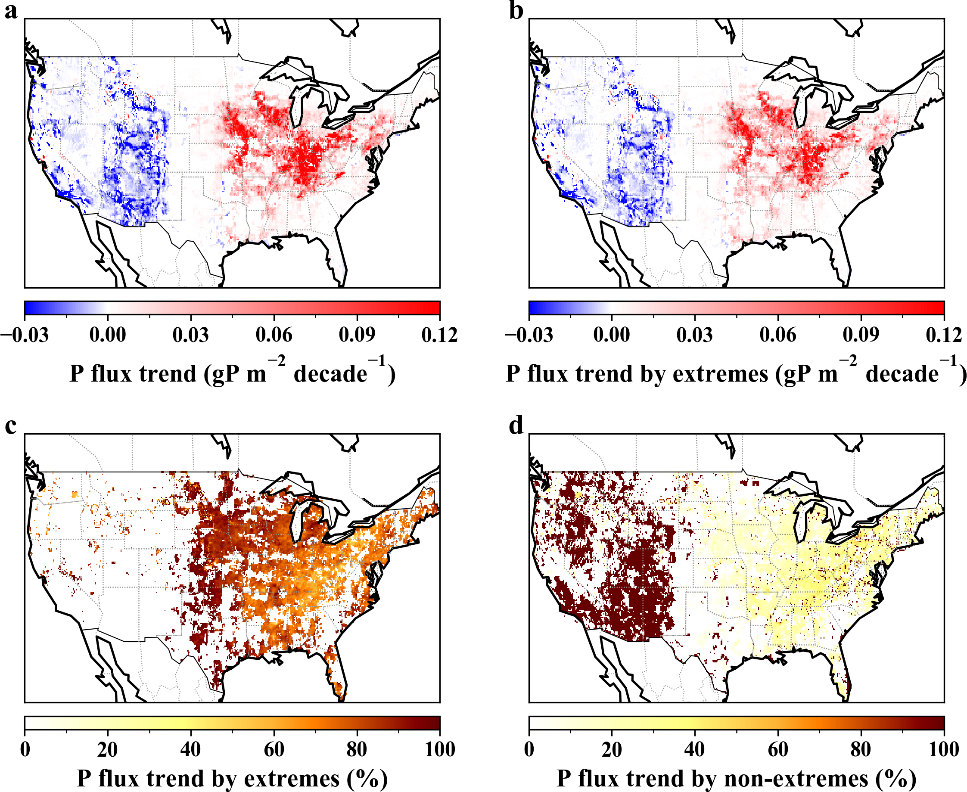 a
b
−0.03 0.00 0.03 0.06 0.09 0.12
P flux trend (gP m⁻² decade⁻¹)
−0.03 0.00 0.03 0.06 0.09 0.12
P flux trend by extremes (gP m⁻² decade⁻¹)
c
d
0 20 40 60 80 100
P flux trend by extremes (%)
0 20 40 60 80 100
P flux trend by non-extremes (%)